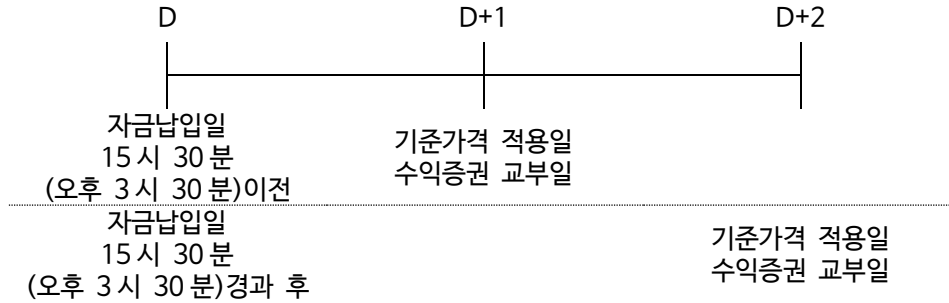 D D+1 D+2
자금납입일
15시 30분
(오후 3시 30분)이전
기준가격 적용일
수익증권 교부일
자금납입일
15시 30분
(오후 3시 30분)경과 후
기준가격 적용일
수익증권 교부일